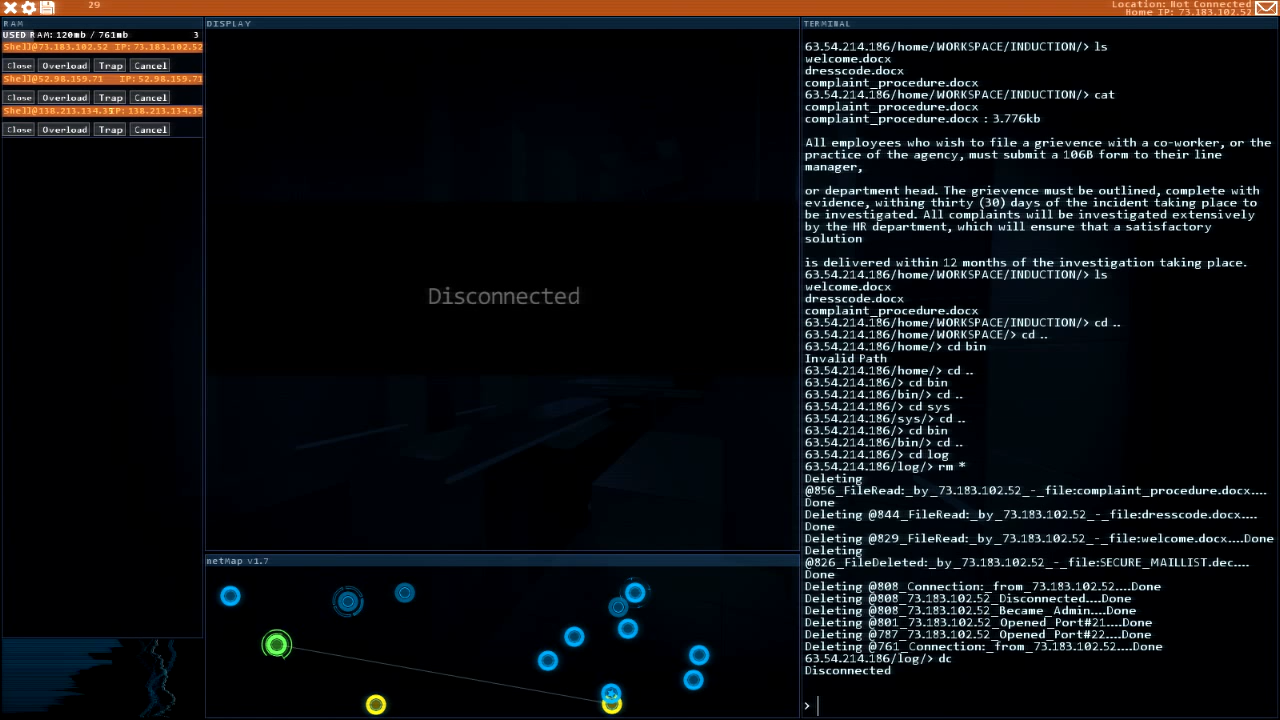 29
Location: Not Connected
Home IP: 73.183.102.52
RAM
USED RAM: 120mb / 761mb 3
Shell@73.183.102.52 IP: 73.183.102.52
Close Overload Trap Cancel
Shell@52.98.159.71 IP: 52.98.159.71
Close Overload Trap Cancel
Shell@138.213.134.35 IP: 138.213.134.35
Close Overload Trap Cancel
DISPLAY
Disconnected
netMap v1.7
TERMINAL
63.54.214.186/home/WORKSPACE/INDUCTION/> ls
welcome.docx
dresscode.docx
complaint_procedure.docx
63.54.214.186/home/WORKSPACE/INDUCTION/> cat
complaint_procedure.docx
complaint_procedure.docx : 3.776kb
All employees who wish to file a grievence with a co-worker, or the
practice of the agency, must submit a 106B form to their line
manager,
or department head. The grievence must be outlined, complete with
evidence, withing thirty (30) days of the incident taking place to
be investigated. All complaints will be investigated extensively
by the HR department, which will ensure that a satisfactory
solution
is delivered within 12 months of the investigation taking place.
63.54.214.186/home/WORKSPACE/INDUCTION/> ls
welcome.docx
dresscode.docx
complaint_procedure.docx
63.54.214.186/home/WORKSPACE/INDUCTION/> cd ..
63.54.214.186/home/WORKSPACE/> cd ..
63.54.214.186/home/> cd bin
Invalid Path
63.54.214.186/home/> cd ..
63.54.214.186/> cd bin
63.54.214.186/bin/> cd ..
63.54.214.186/> cd sys
63.54.214.186/sys/> cd ..
63.54.214.186/> cd bin
63.54.214.186/bin/> cd ..
63.54.214.186/> cd log
63.54.214.186/log/> rm *
Deleting
@856_FileRead:_by_73.183.102.52_-_file:complaint_procedure.docx....
Done
Deleting @844_FileRead:_by_73.183.102.52_-_file:dresscode.docx....
Done
Deleting @829_FileRead:_by_73.183.102.52_-_file:welcome.docx....Done
Deleting
@826_FileDeleted:_by_73.183.102.52_-_file:SECURE_MAILLIST.dec....
Done
Deleting @808_Connection:_from_73.183.102.52....Done
Deleting @808_73.183.102.52_Disconnected....Done
Deleting @808_73.183.102.52_Became_Admin....Done
Deleting @801_73.183.102.52_Opened_Port#21....Done
Deleting @787_73.183.102.52_Opened_Port#22....Done
Deleting @761_Connection:_from_73.183.102.52....Done
63.54.214.186/log/> dc
Disconnected
>